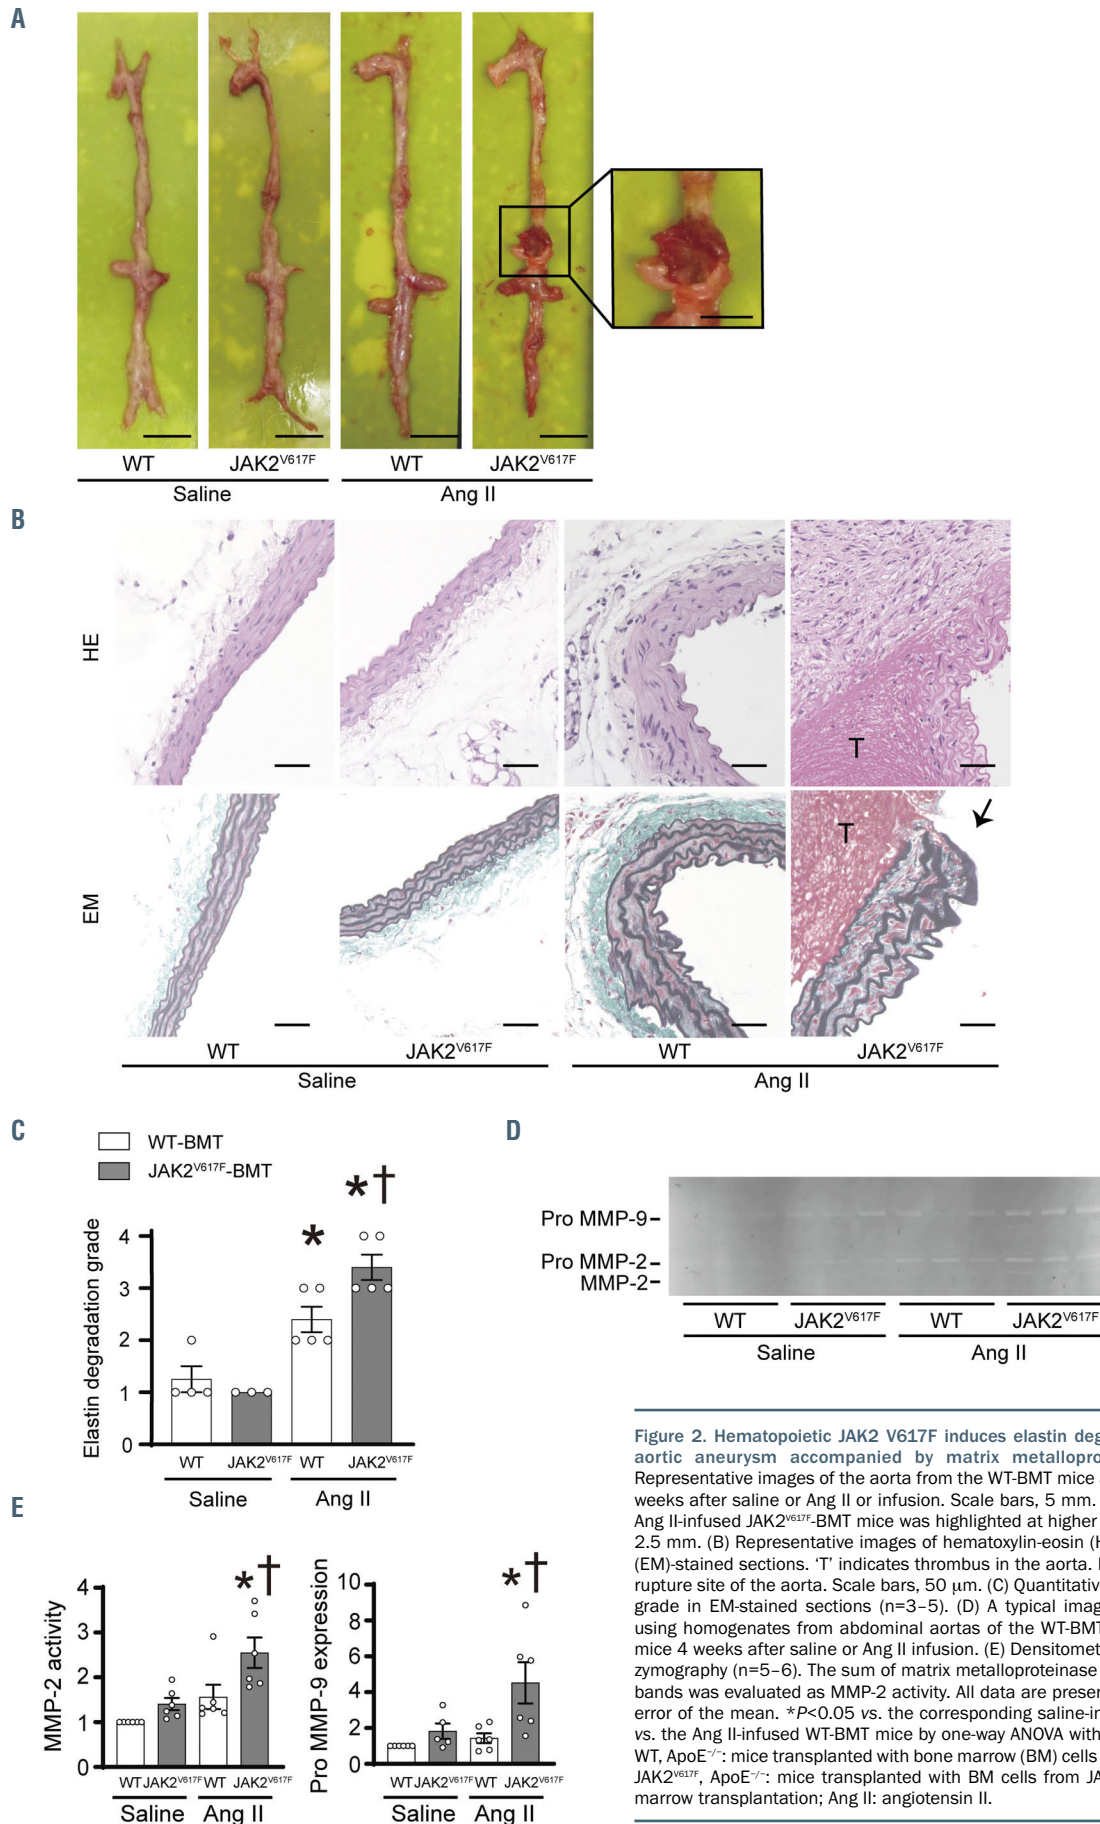 A
WT
JAK2V617F
WT
JAK2V617F
Saline
Ang II
B
HE
T
EM
T
WT
JAK2V617F
WT
JAK2V617F
Saline
Ang II
C
WT-BMT
JAK2V617F-BMT
Elastin degradation grade
4
3
2
1
0
*
*†
WT
JAK2V617F
WT
JAK2V617F
Saline
Ang II
D
Pro MMP-9
Pro MMP-2
MMP-2
WT
JAK2V617F
WT
JAK2V617F
Saline
Ang II
E
MMP-2 activity
4
3
2
1
0
*†
WT
JAK2V617F
WT
JAK2V617F
Saline
Ang II
Pro MMP-9 expression
10
8
6
4
2
0
*†
WT
JAK2V617F
WT
JAK2V617F
Saline
Ang II
Figure 2. Hematopoietic JAK2 V617F induces elastin deg
aortic aneurysm accompanied by matrix metallopro
Representative images of the aorta from the WT-BMT mice
weeks after saline or Ang II or infusion. Scale bars, 5 mm.
Ang II-infused JAK2V617F-BMT mice was highlighted at higher
2.5 mm. (B) Representative images of hematoxylin-eosin (H
(EM)-stained sections. ‘T’ indicates thrombus in the aorta.
rupture site of the aorta. Scale bars, 50 μm. (C) Quantitative
grade in EM-stained sections (n=3–5). (D) A typical imag
using homogenates from abdominal aortas of the WT-BMT
mice 4 weeks after saline or Ang II infusion. (E) Densitomet
zymography (n=5–6). The sum of matrix metalloproteinase
bands was evaluated as MMP-2 activity. All data are presen
error of the mean. *P<0.05 vs. the corresponding saline-in
vs. the Ang II-infused WT-BMT mice by one-way ANOVA with
WT, ApoE−/−: mice transplanted with bone marrow (BM) cells
JAK2V617F, ApoE−/−: mice transplanted with BM cells from JA
marrow transplantation; Ang II: angiotensin II.